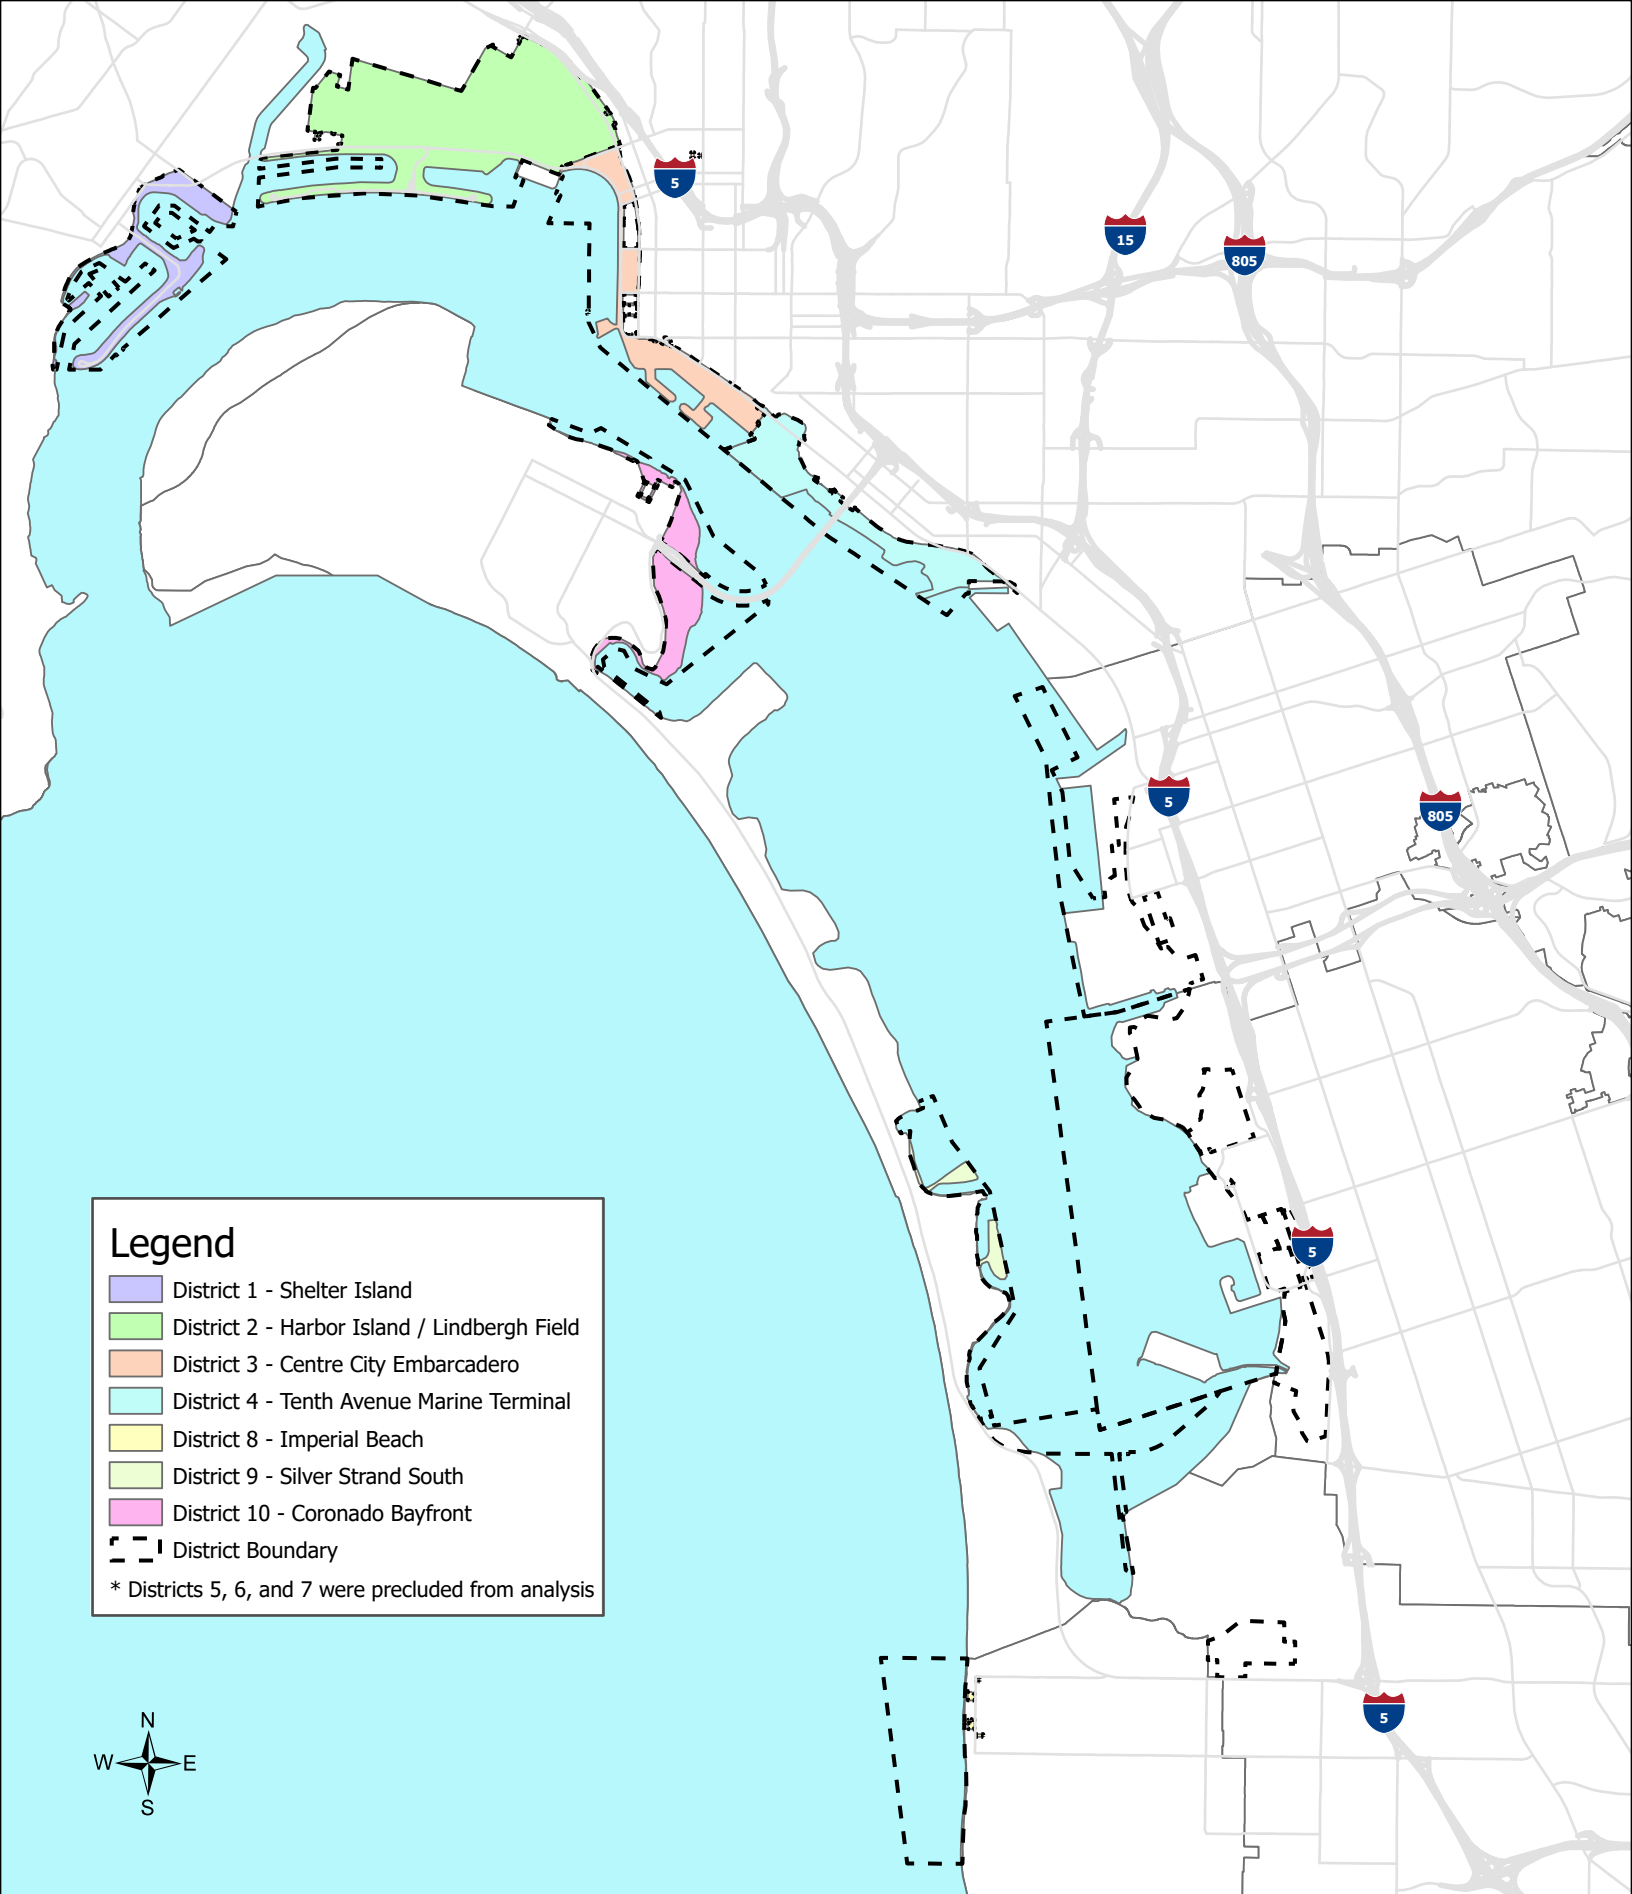 5
15
805
5
805
5
5
Legend
District 1 - Shelter Island
District 2 - Harbor Island / Lindbergh Field
District 3 - Centre City Embarcadero
District 4 - Tenth Avenue Marine Terminal
District 8 - Imperial Beach
District 9 - Silver Strand South
District 10 - Coronado Bayfront
District Boundary
* Districts 5, 6, and 7 were precluded from analysis
N
W E
S